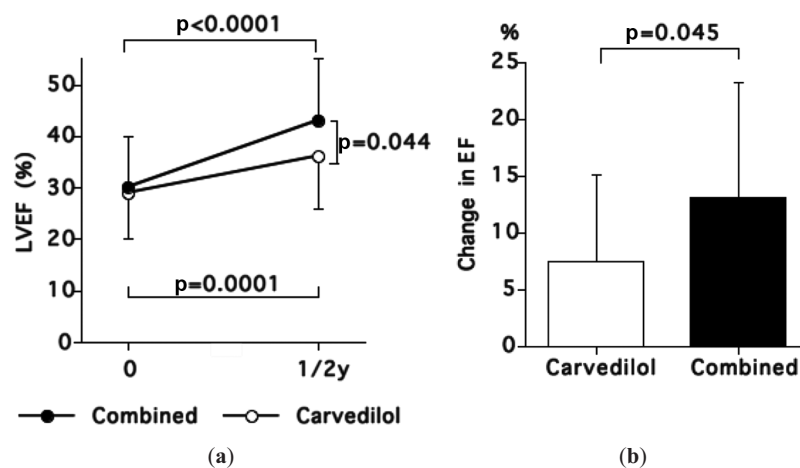 p<0.0001
50
40
30
20
10
0
LVEF (%)
p=0.044
p=0.0001
0 1/2y
Combined Carvedilol
(a)
%
p=0.045
25
20
15
10
5
0
Change in EF
Carvedilol Combined
(b)